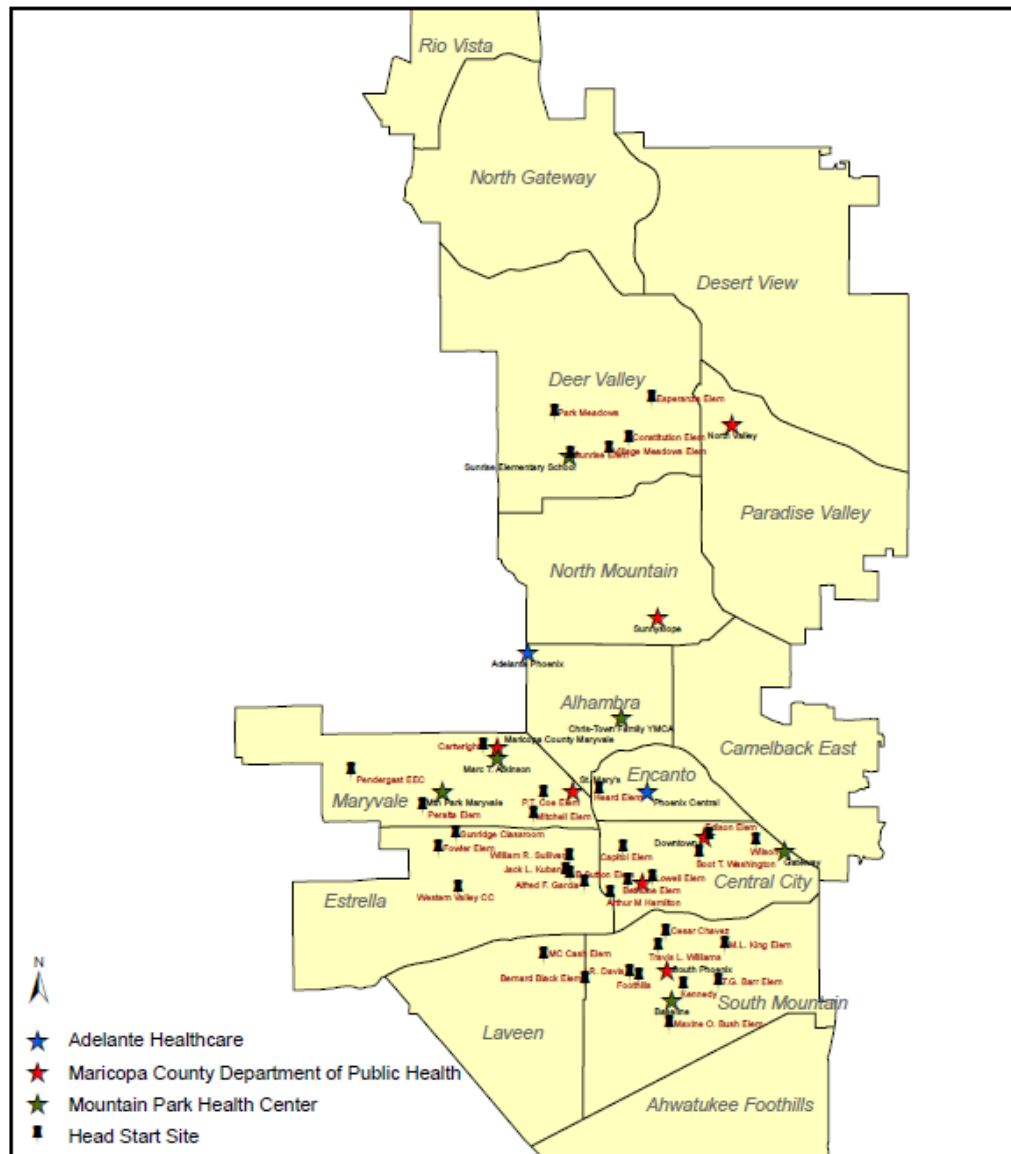 Rio Vista
North Gateway
Desert View
Deer Valley
Esperanza Elem
Park Meadows
North Valley
Constitution Elem
Village Meadows Elem
Sunrise Elem
Sunrise Elementary School
Paradise Valley
North Mountain
Sunnyslope
Adelante Phoenix
Alhambra
Chris-Town Family YMCA
Maricopa County Maryvale
Cartwright
Camelback East
Marc T. Atkinson
Pendergast EEC
Encanto
St. Mary's
Heard Elem
Phoenix Central
Maryvale
Mtn Park Maryvale
P.T. Coe Elem
Peralta Elem
Mitchell Elem
Sunridge Classroom
Edison Elem
Downtown
Wilson
Fowler Elem
Capitol Elem
William R. Sullivan
Boot T. Washington
Gateway
Jack L. Kuban
Sutton Elem
Lowell Elem
Central City
Alfred F. Garcia
Western Valley CC
Arthur M Hamilton
Estrella
Cesar Chavez
M.L. King Elem
MC Cash Elem
Travis L. Williams
Bernard Black Elem
R. Davis
South Phoenix
Foothills
T.G. Barr Elem
Kennedy
South Mountain
Baseline
Maxine O. Bush Elem
Laveen
Ahwatukee Foothills
N
Adelante Healthcare
Maricopa County Department of Public Health
Mountain Park Health Center
Head Start Site